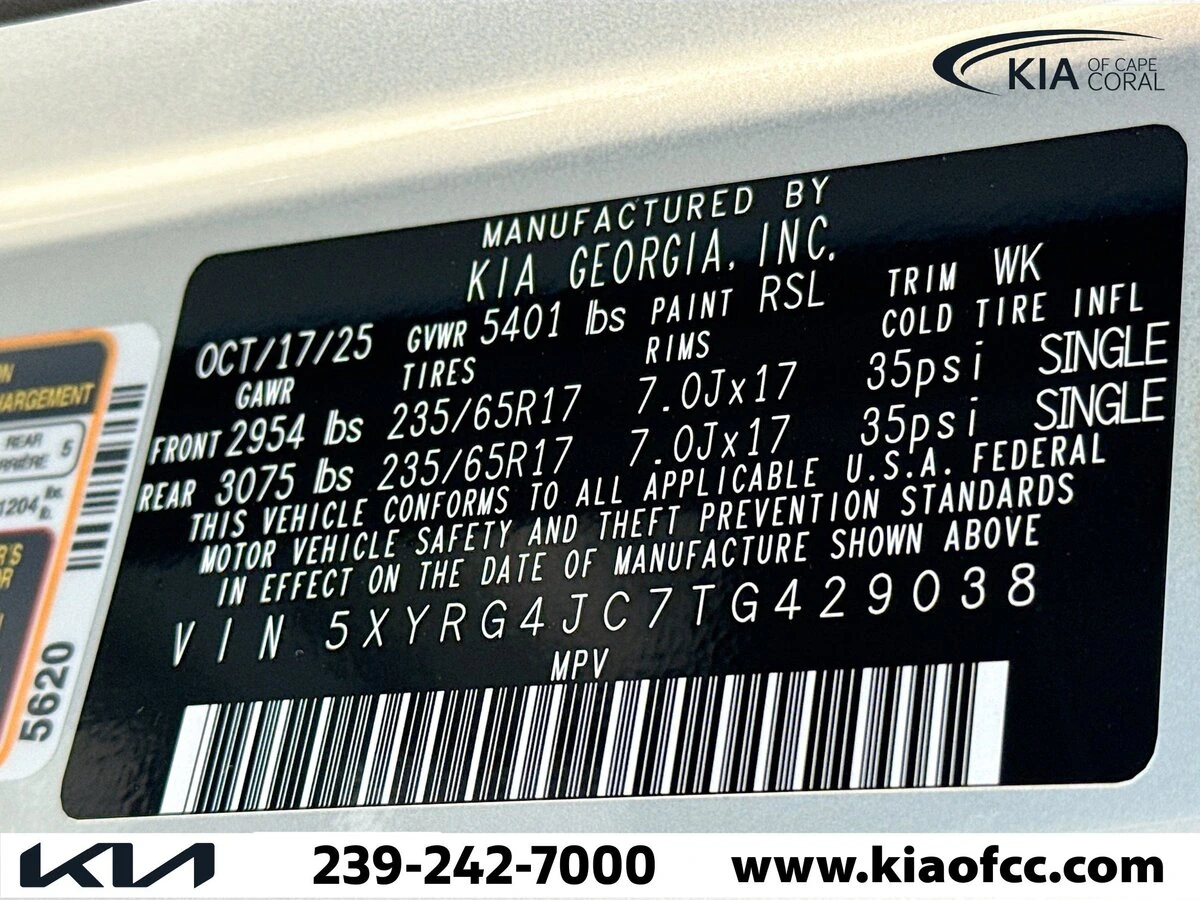 KIA OF CAPE CORAL
MANUFACTURED BY
KIA GEORGIA, INC.
OCT/17/25 GVWR 5401 lbs PAINT RSL TRIM WK
GAWR TIRES RIMS COLD TIRE INFL
FRONT 2954 lbs 235/65R17 7.0Jx17 35psi SINGLE
REAR 3075 lbs 235/65R17 7.0Jx17 35psi SINGLE
THIS VEHICLE CONFORMS TO ALL APPLICABLE U.S.A. FEDERAL
MOTOR VEHICLE SAFETY AND THEFT PREVENTION STANDARDS
IN EFFECT ON THE DATE OF MANUFACTURE SHOWN ABOVE
VIN 5XYRG4JC7TG429038
MPV
REAR 5
5620
KIA 239-242-7000 www.kiaofcc.com